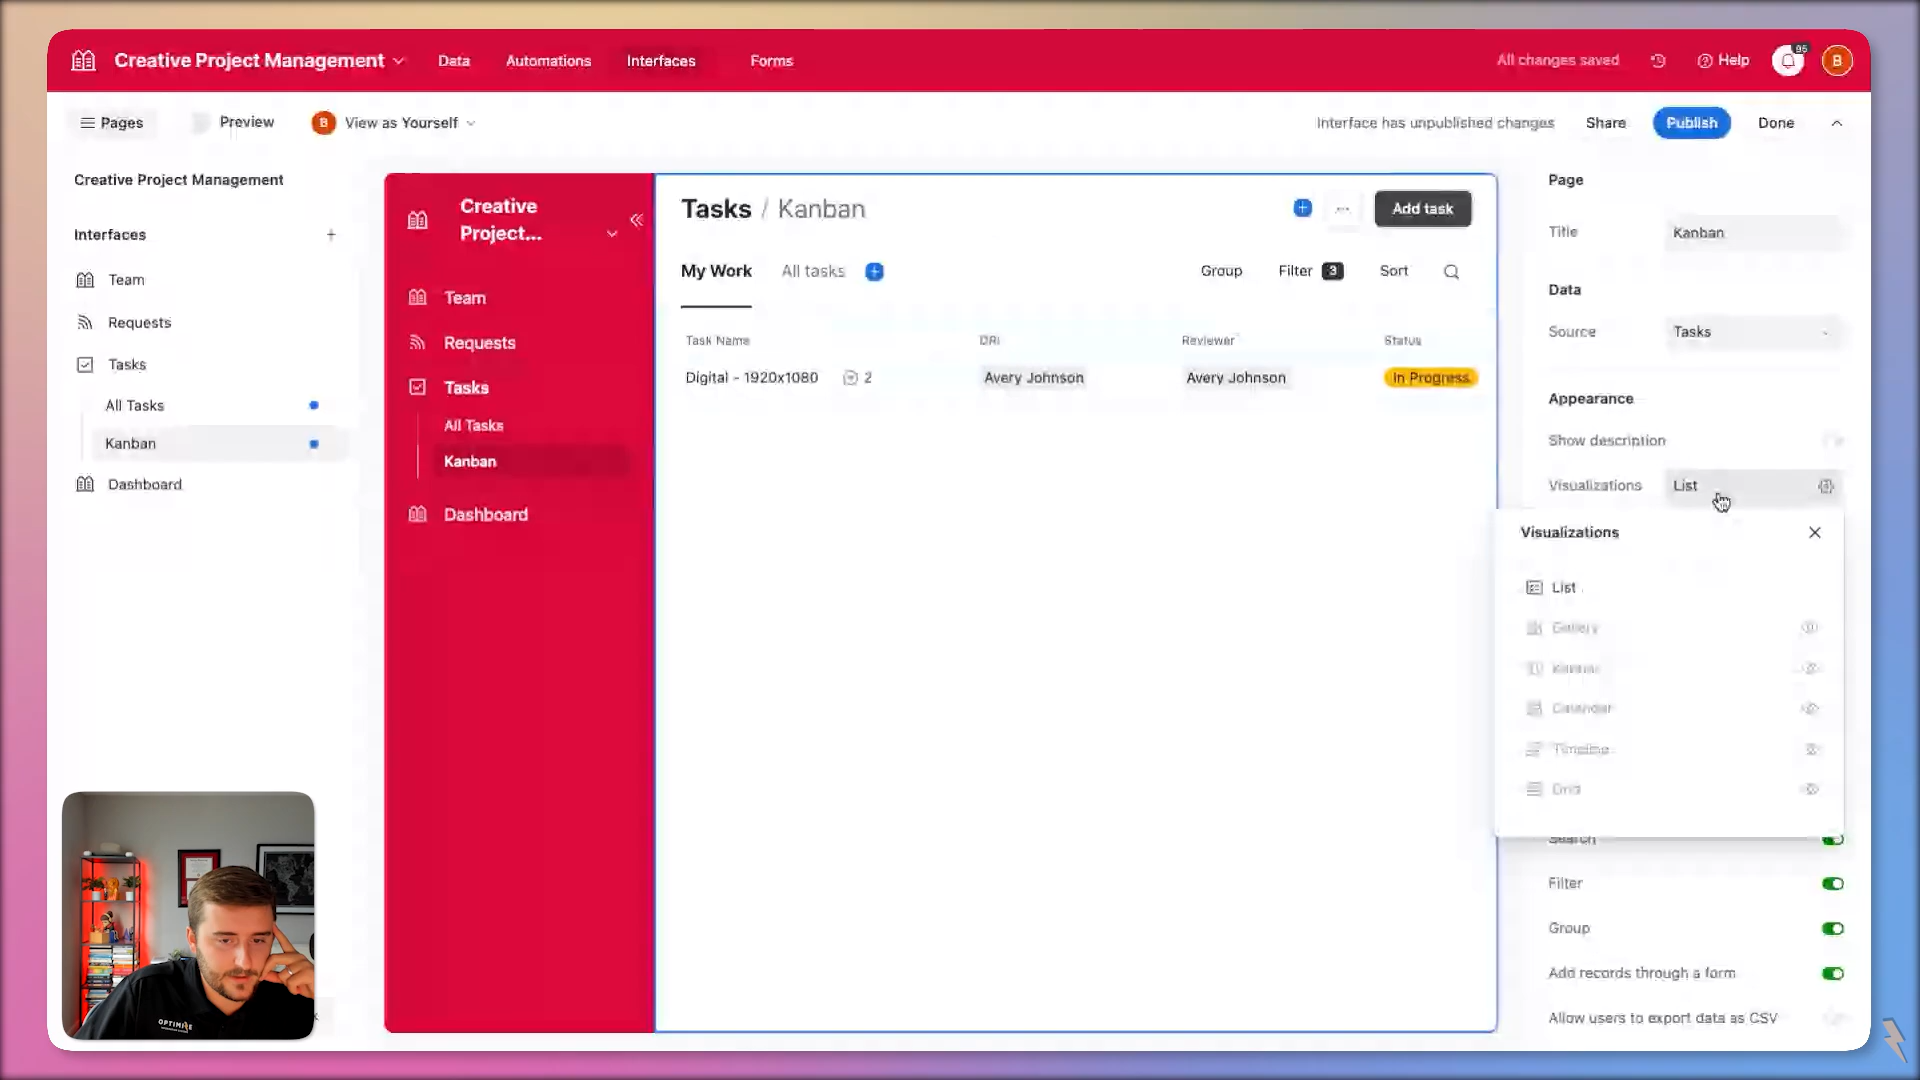 Creative Project Management
Data
Automations
Interfaces
Forms
All changes saved
Help
95
B
Pages
Preview
B
View as Yourself
Interface has unpublished changes
Share
Publish
Done
Creative Project Management
Interfaces
Team
Requests
Tasks
All Tasks
Kanban
Dashboard
Creative
Project...
Team
Requests
Tasks
All Tasks
Kanban
Dashboard
Tasks / Kanban
Add task
My Work
All tasks
Group
Filter 3
Sort
Task Name
DRI
Reviewer
Status
Digital - 1920x1080
2
Avery Johnson
Avery Johnson
In Progress
Page
Title
Kanban
Data
Source
Tasks
Appearance
Show description
Visualizations
List
Visualizations
List
Gallery
Kanban
Calendar
Timeline
Grid
Search
Filter
Group
Add records through a form
Allow users to export data as CSV
OPTIMIZE